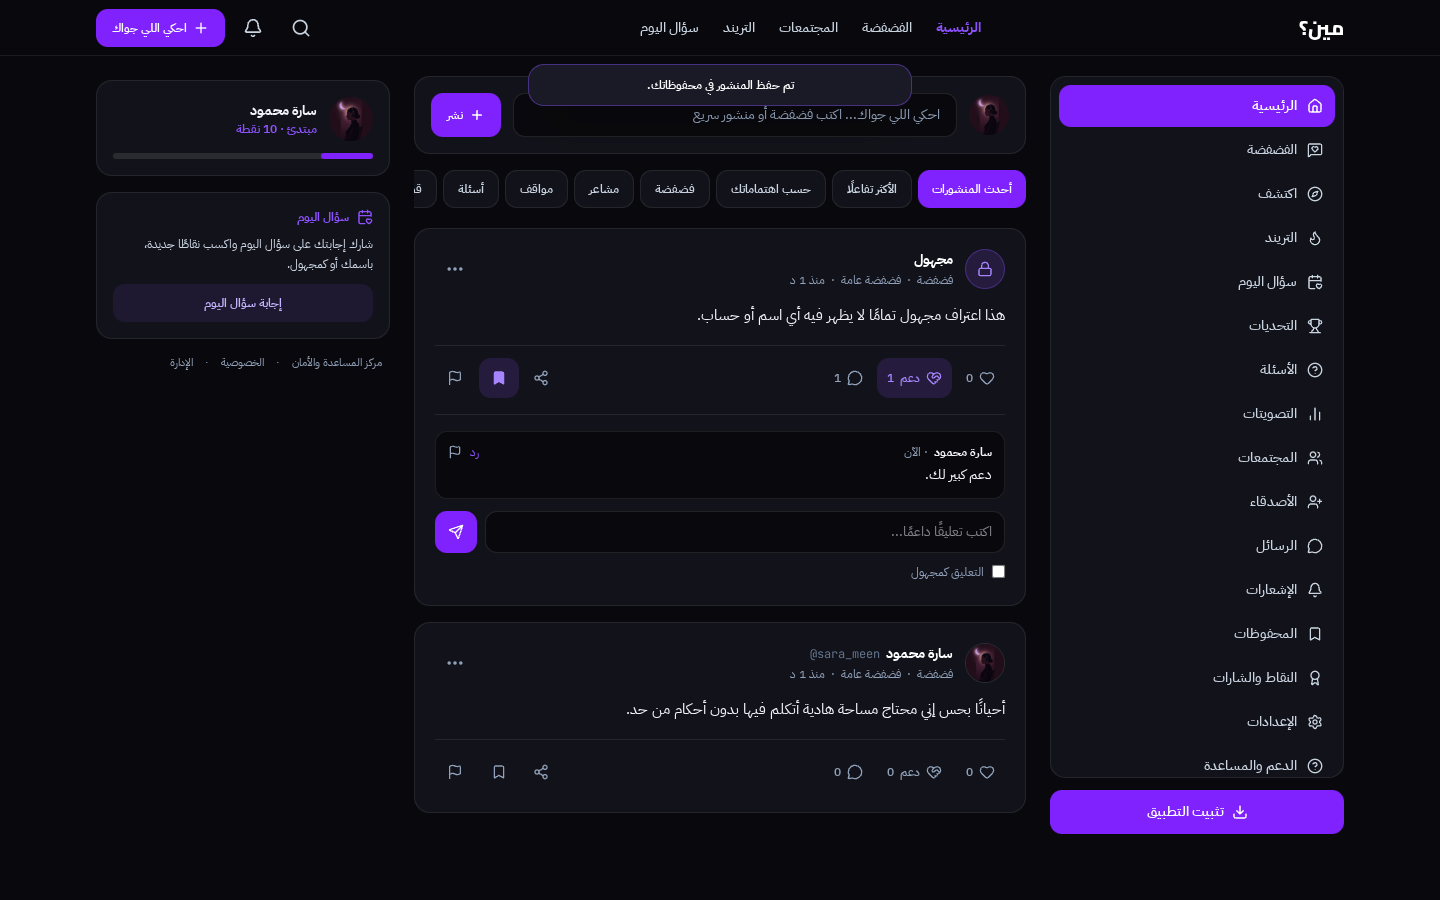 مين؟
الرئيسية
الفضفضة
المجتمعات
التريند
سؤال اليوم
احكي اللي جواك
تم حفظ المنشور في محفوظاتك.
الرئيسية
الفضفضة
اكتشف
التريند
سؤال اليوم
التحديات
الأسئلة
التصويتات
المجتمعات
الأصدقاء
الرسائل
الإشعارات
المحفوظات
النقاط والشارات
الإعدادات
الدعم والمساعدة
تثبيت التطبيق
احكي اللي جواك... اكتب فضفضة أو منشور سريع
نشر
أحدث المنشورات
الأكثر تفاعلًا
حسب اهتماماتك
فضفضة
مشاعر
مواقف
أسئلة
مجهول
فضفضة · فضفضة عامة · منذ 1 د
هذا اعتراف مجهول تمامًا لا يظهر فيه أي اسم أو حساب.
0
دعم 1
1
سارة محمود · الآن
رد
دعم كبير لك.
اكتب تعليقًا داعمًا...
التعليق كمجهول
سارة محمود @sara_meen
فضفضة · فضفضة عامة · منذ 1 د
أحيانًا بحس إني محتاج مساحة هادية أتكلم فيها بدون أحكام من حد.
0
دعم 0
0
سارة محمود
مبتدئ · 10 نقطة
سؤال اليوم
شارك إجابتك على سؤال اليوم واكسب نقاطًا جديدة،
باسمك أو كمجهول.
إجابة سؤال اليوم
مركز المساعدة والأمان · الخصوصية · الإدارة